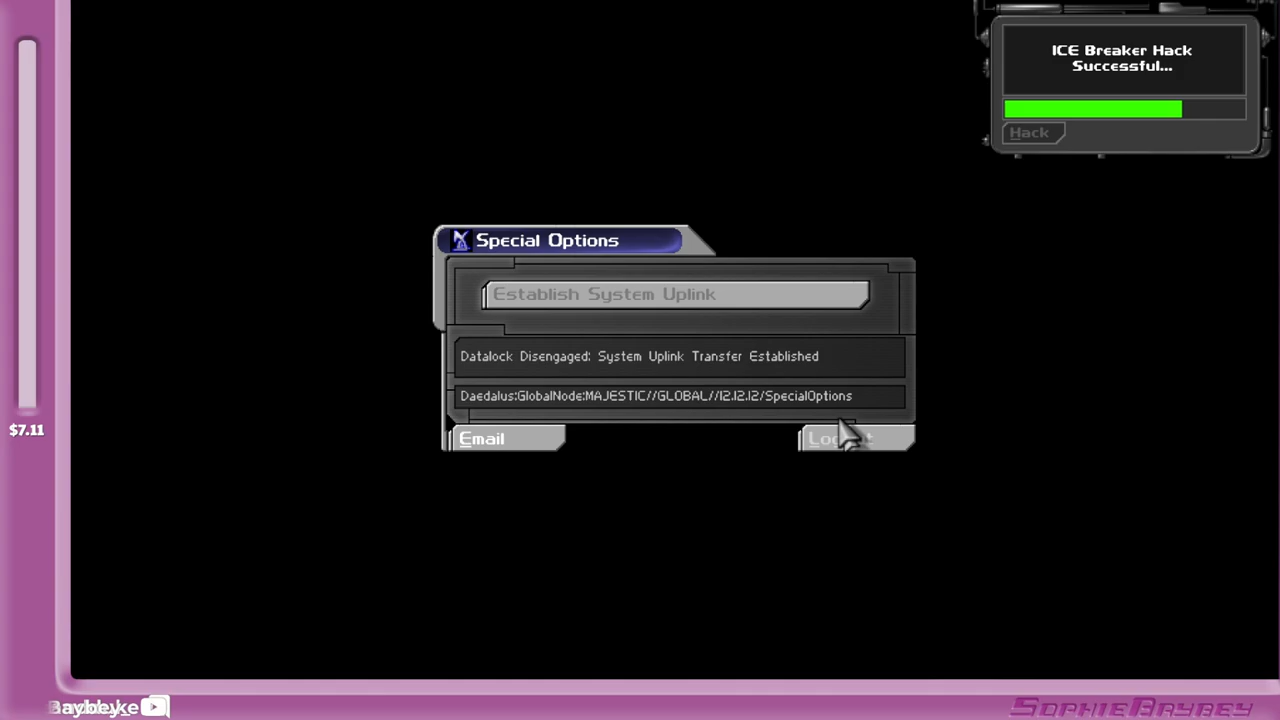 ICE Breaker Hack
Successful...
Hack
Special Options
Establish System Uplink
Datalock Disengaged: System Uplink Transfer Established
Daedalus:GlobalNode:MAJESTIC//GLOBAL//12.12.12/SpecialOptions
Email
$7.11
SOPHIEBAYBEY